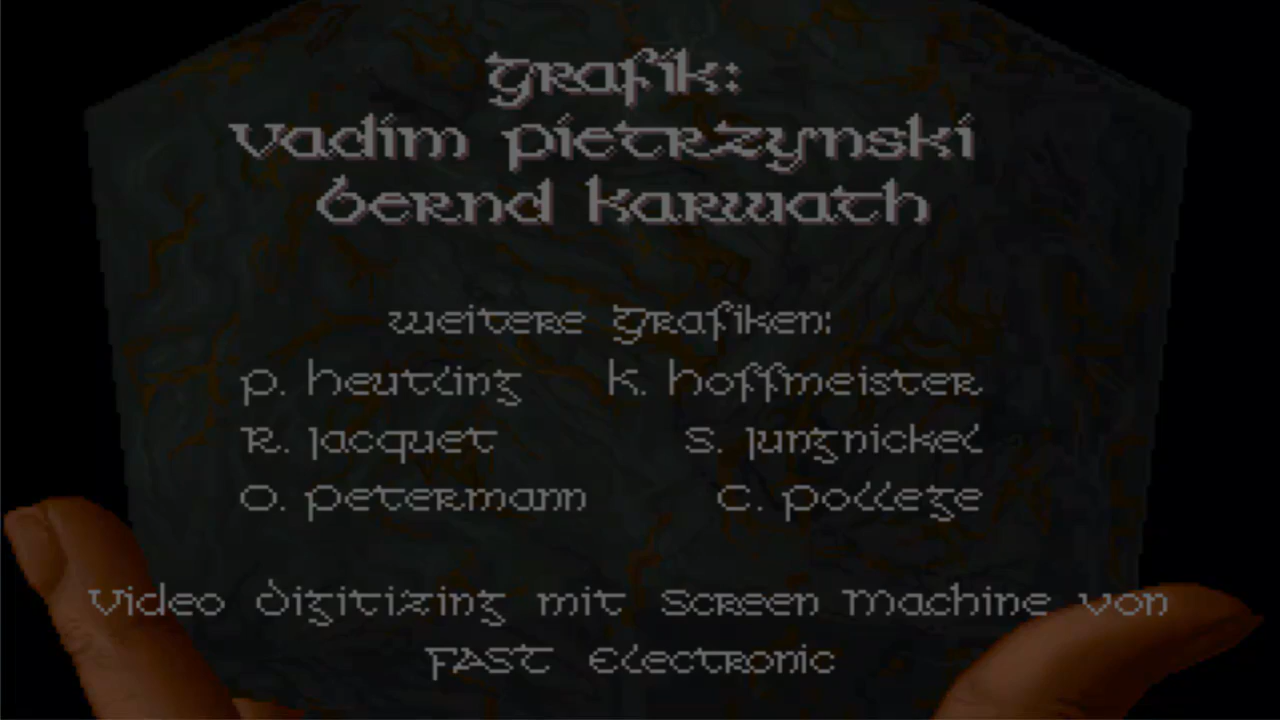 Grafik:
Vadim Pietrzynski
Bernd Karwath
Weitere Grafiken:
P. Heutling K. Hoffmeister
R. Jacquet S. Jungnickel
O. Petermann C. Pollege
Video Digitizing mit Screen Machine von
FAST Electronic